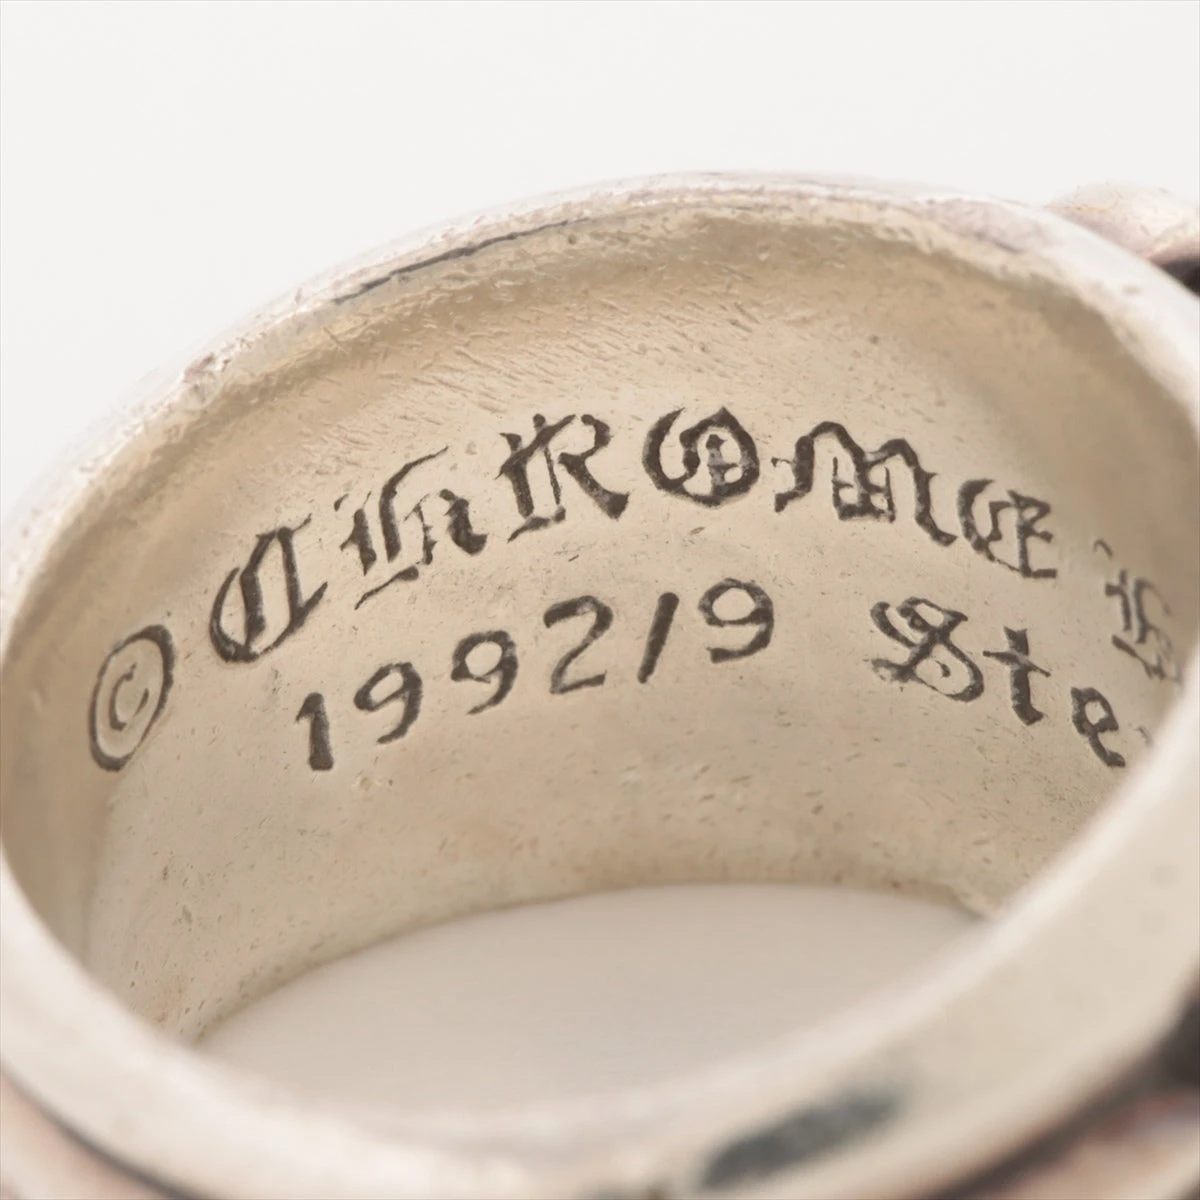 © CHROME H
1992/9 Ste